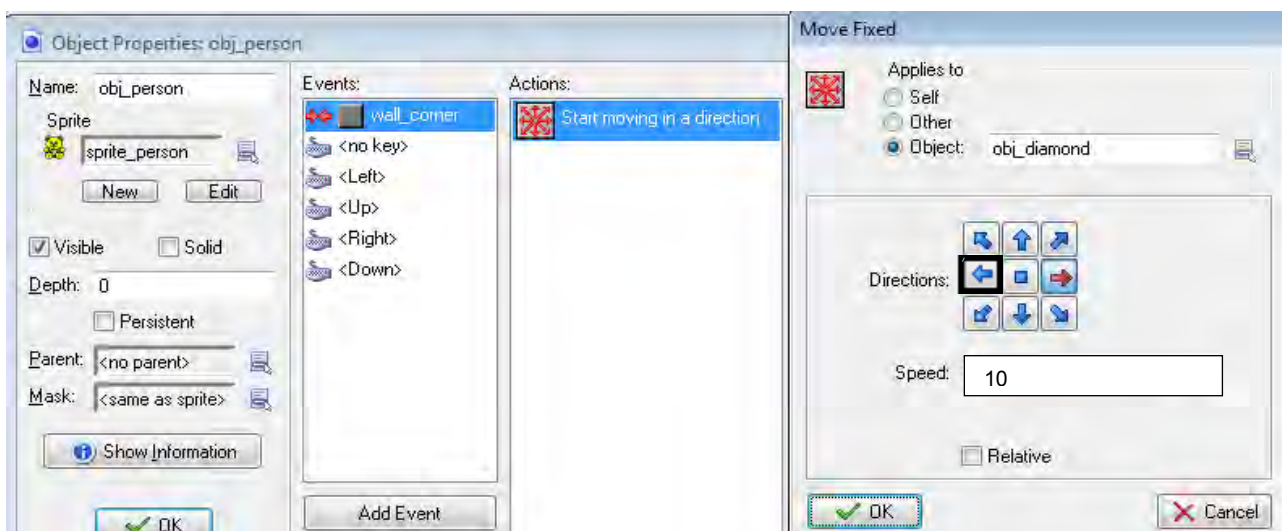 Object Properties: obj_person
Name: obj_person
Sprite
sprite_person
New Edit
Visible Solid
Depth: 0
Persistent
Parent: <no parent>
Mask: <same as sprite>
Show Information
OK
Events:
wall_corner
<no key>
<Left>
<Up>
<Right>
<Down>
Add Event
Actions:
Start moving in a direction
Move Fixed
Applies to
Self
Other
Object: obj_diamond
Directions:
Speed: 10
Relative
OK Cancel